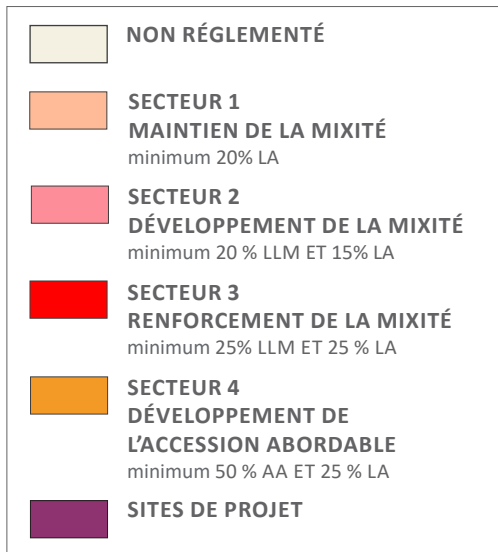 NON RÉGLEMENTÉ
SECTEUR 1
MAINTIEN DE LA MIXITÉ
minimum 20% LA
SECTEUR 2
DÉVELOPPEMENT DE LA MIXITÉ
minimum 20 % LLM ET 15% LA
SECTEUR 3
RENFORCEMENT DE LA MIXITÉ
minimum 25% LLM ET 25 % LA
SECTEUR 4
DÉVELOPPEMENT DE
L'ACCESSION ABORDABLE
minimum 50 % AA ET 25 % LA
SITES DE PROJET